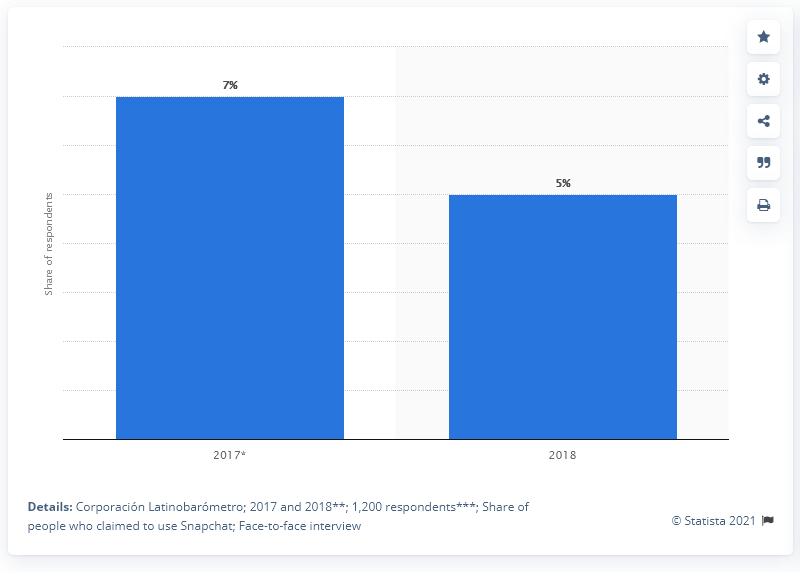 7%
5%
Share of respondents
2017*
2018
Details: Corporación Latinobarómetro; 2017 and 2018**; 1,200 respondents***; Share of
people who claimed to use Snapchat; Face-to-face interview
© Statista 2021